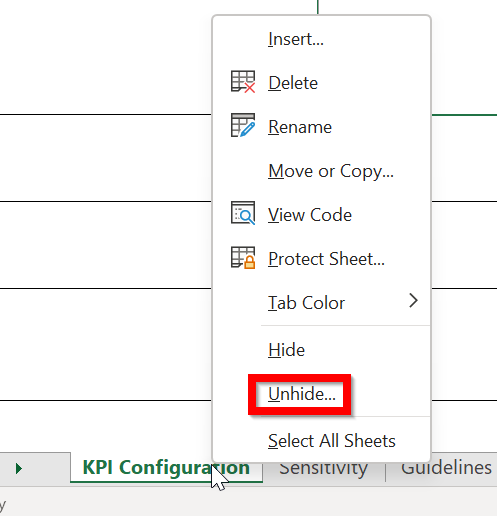 Insert...
Delete
Rename
Move or Copy...
View Code
Protect Sheet...
Tab Color
Hide
Unhide...
Select All Sheets
KPI Configuration Sensitivity Guidelines